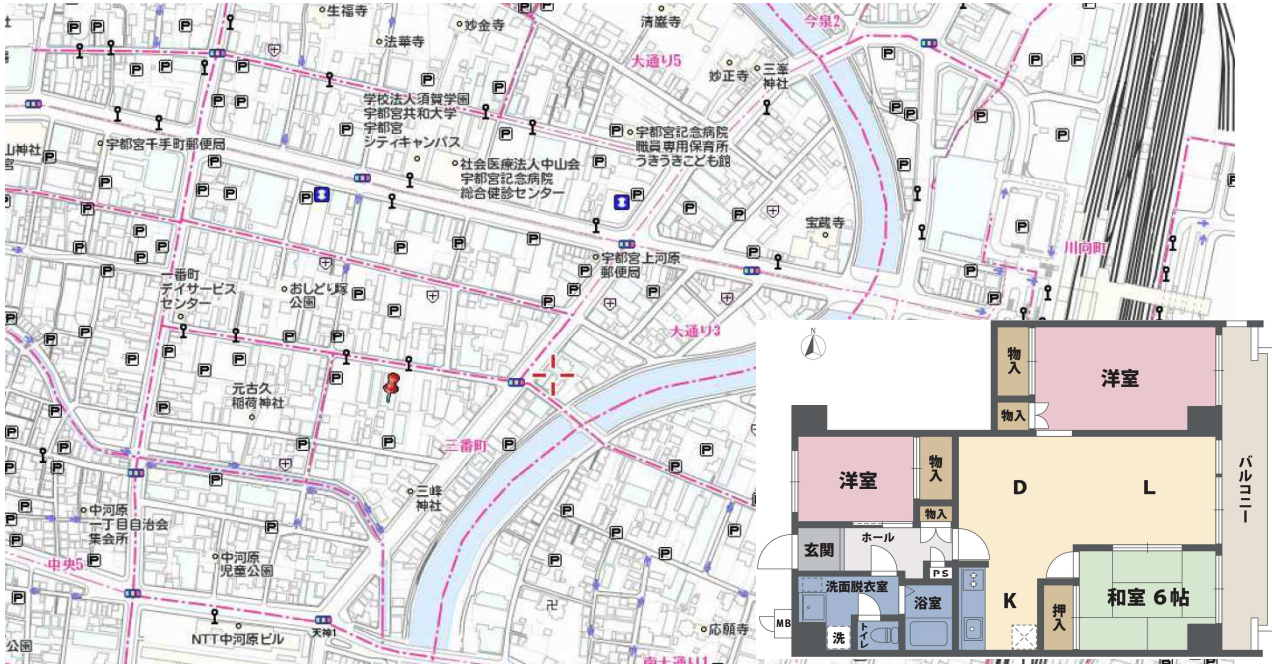 生福寺
妙金寺
清巌寺
今泉2
法華寺
大通り5
妙正寺
三峯
神社
学校法人須賀学園
宇都宮共和大学
宇都宮
シティキャンパス
宇都宮記念病院
職員専用保育所
うきうきこども館
宇都宮千手町郵便局
山神社
社会医療法人中山会
宇都宮記念病院
総合健診センター
宝蔵寺
川向町
宇都宮上河原
郵便局
一番町
デイサービス
センター
おしどり塚
公園
大通り3
元古久
稲荷神社
三番町
三峰
神社
中河原
一丁目自治会
集会所
中央5
中河原
児童公園
NTT中河原ビル
天神1
卍
応願寺
南大通り1
公園
N
物入
洋室
物入
バルコニー
洋室
物入
D
L
物入
ホール
玄関
PS
洗面脱衣室
浴室
K
押入
和室 6帖
MB
洗
トイレ